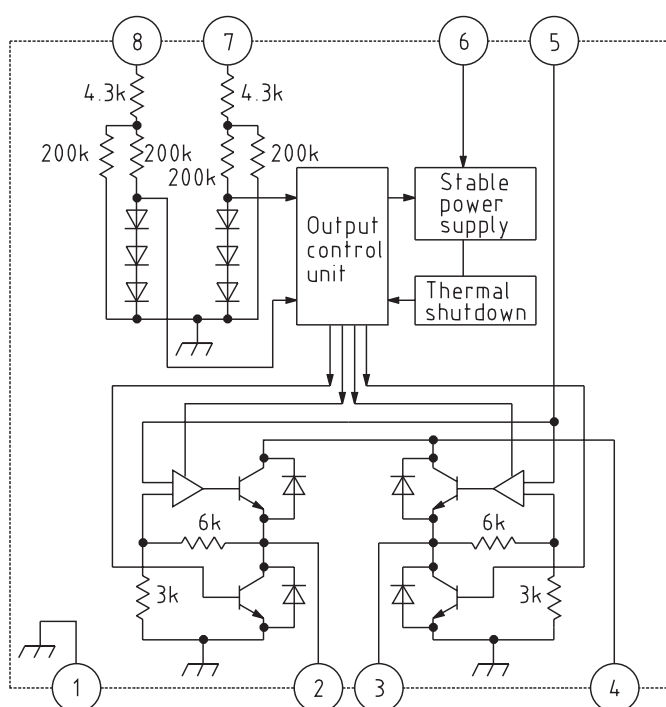 8
7
6
5
4.3k
4.3k
200k
200k
200k
200k
Output
control
unit
Stable
power
supply
Thermal
shutdown
6k
6k
3k
3k
1
2
3
4